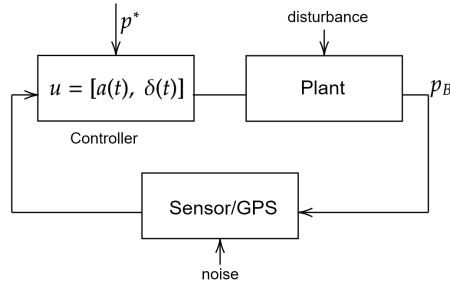 p*
disturbance
u = [a(t), δ(t)]
Plant
p_B
Controller
Sensor/GPS
noise